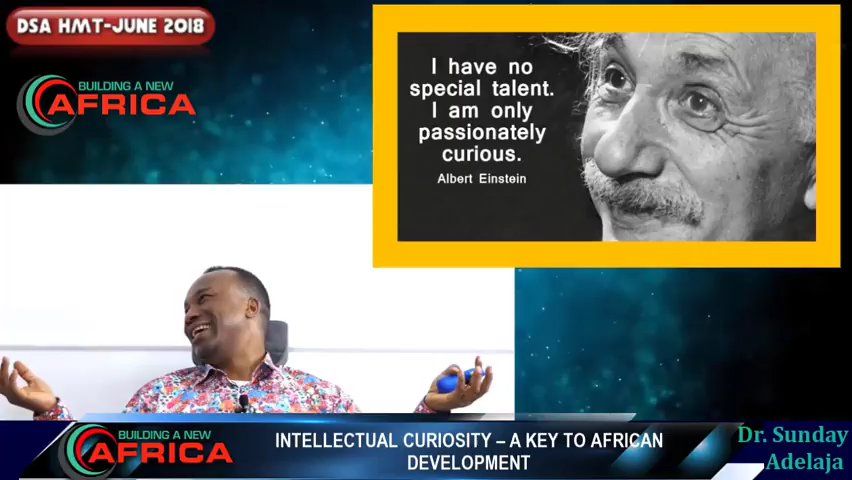 DSA HMT-JUNE 2018
BUILDING A NEW
AFRICA
I have no
special talent.
I am only
passionately
curious.
Albert Einstein
BUILDING A NEW
AFRICA
INTELLECTUAL CURIOSITY – A KEY TO AFRICAN
DEVELOPMENT
Dr. Sunday
Adelaja